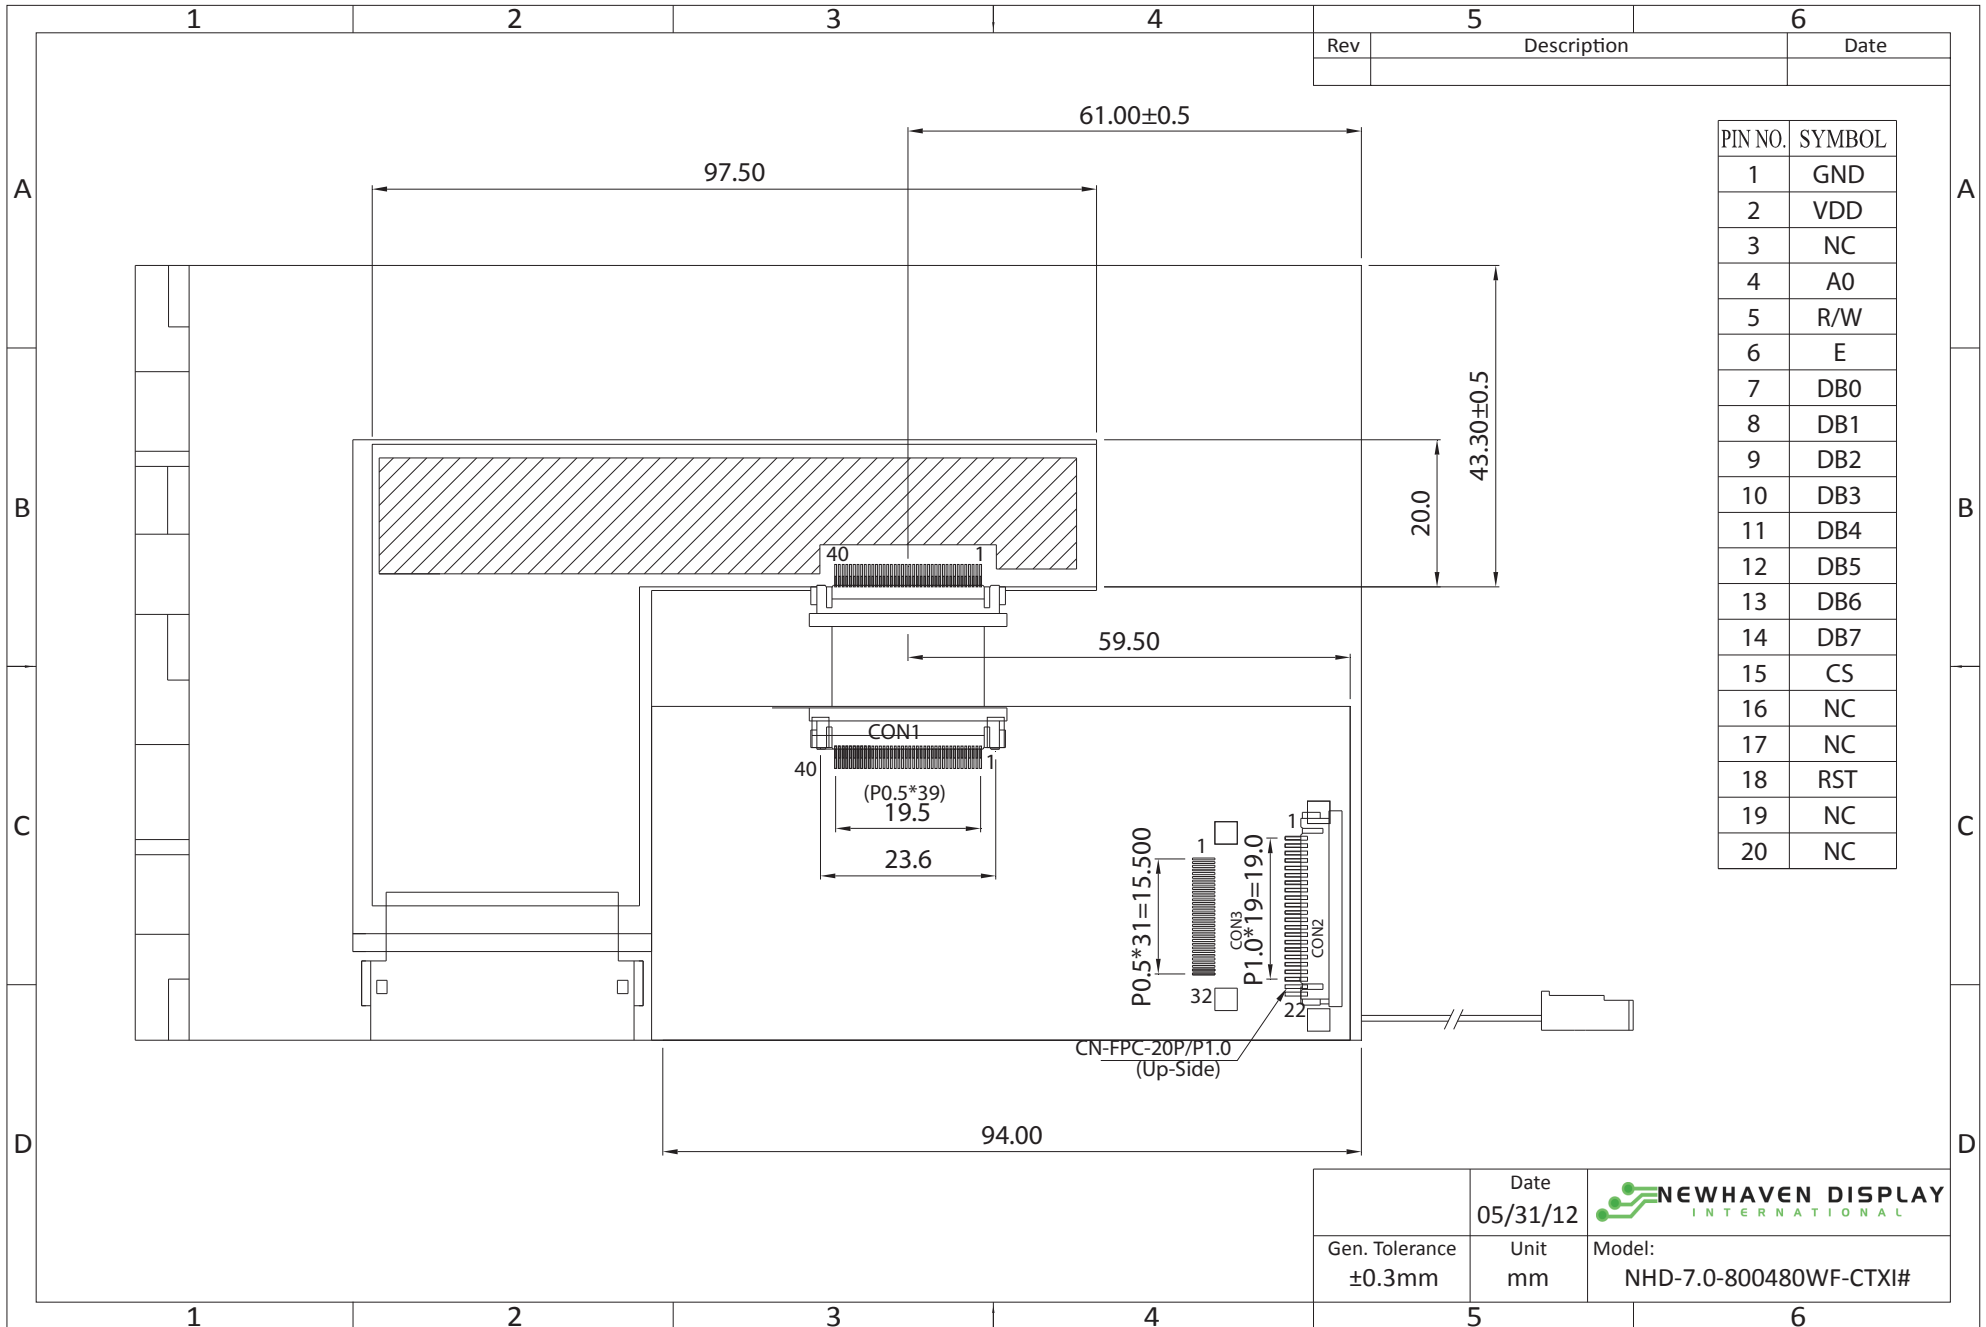 1 2 3 4 5 6
Rev Description Date
61.00±0.5
97.50
PIN NO. SYMBOL
1 GND
2 VDD
3 NC
4 A0
5 R/W
6 E
7 DB0
8 DB1
9 DB2
10 DB3
11 DB4
12 DB5
13 DB6
14 DB7
15 CS
16 NC
17 NC
18 RST
19 NC
20 NC
A A
B B
C C
D D
43.30±0.5
20.0
40 1
59.50
CON1
40 1
(P0.5*39)
19.5
23.6
P0.5*31=15.500
1
32
CON3
P1.0*19=19.0
1
CON2
22
CN-FPC-20P/P1.0
(Up-Side)
94.00
Date
05/31/12
NEWHAVEN DISPLAY
INTERNATIONAL
Gen. Tolerance
±0.3mm
Unit
mm
Model:
NHD-7.0-800480WF-CTXI#
1 2 3 4 5 6